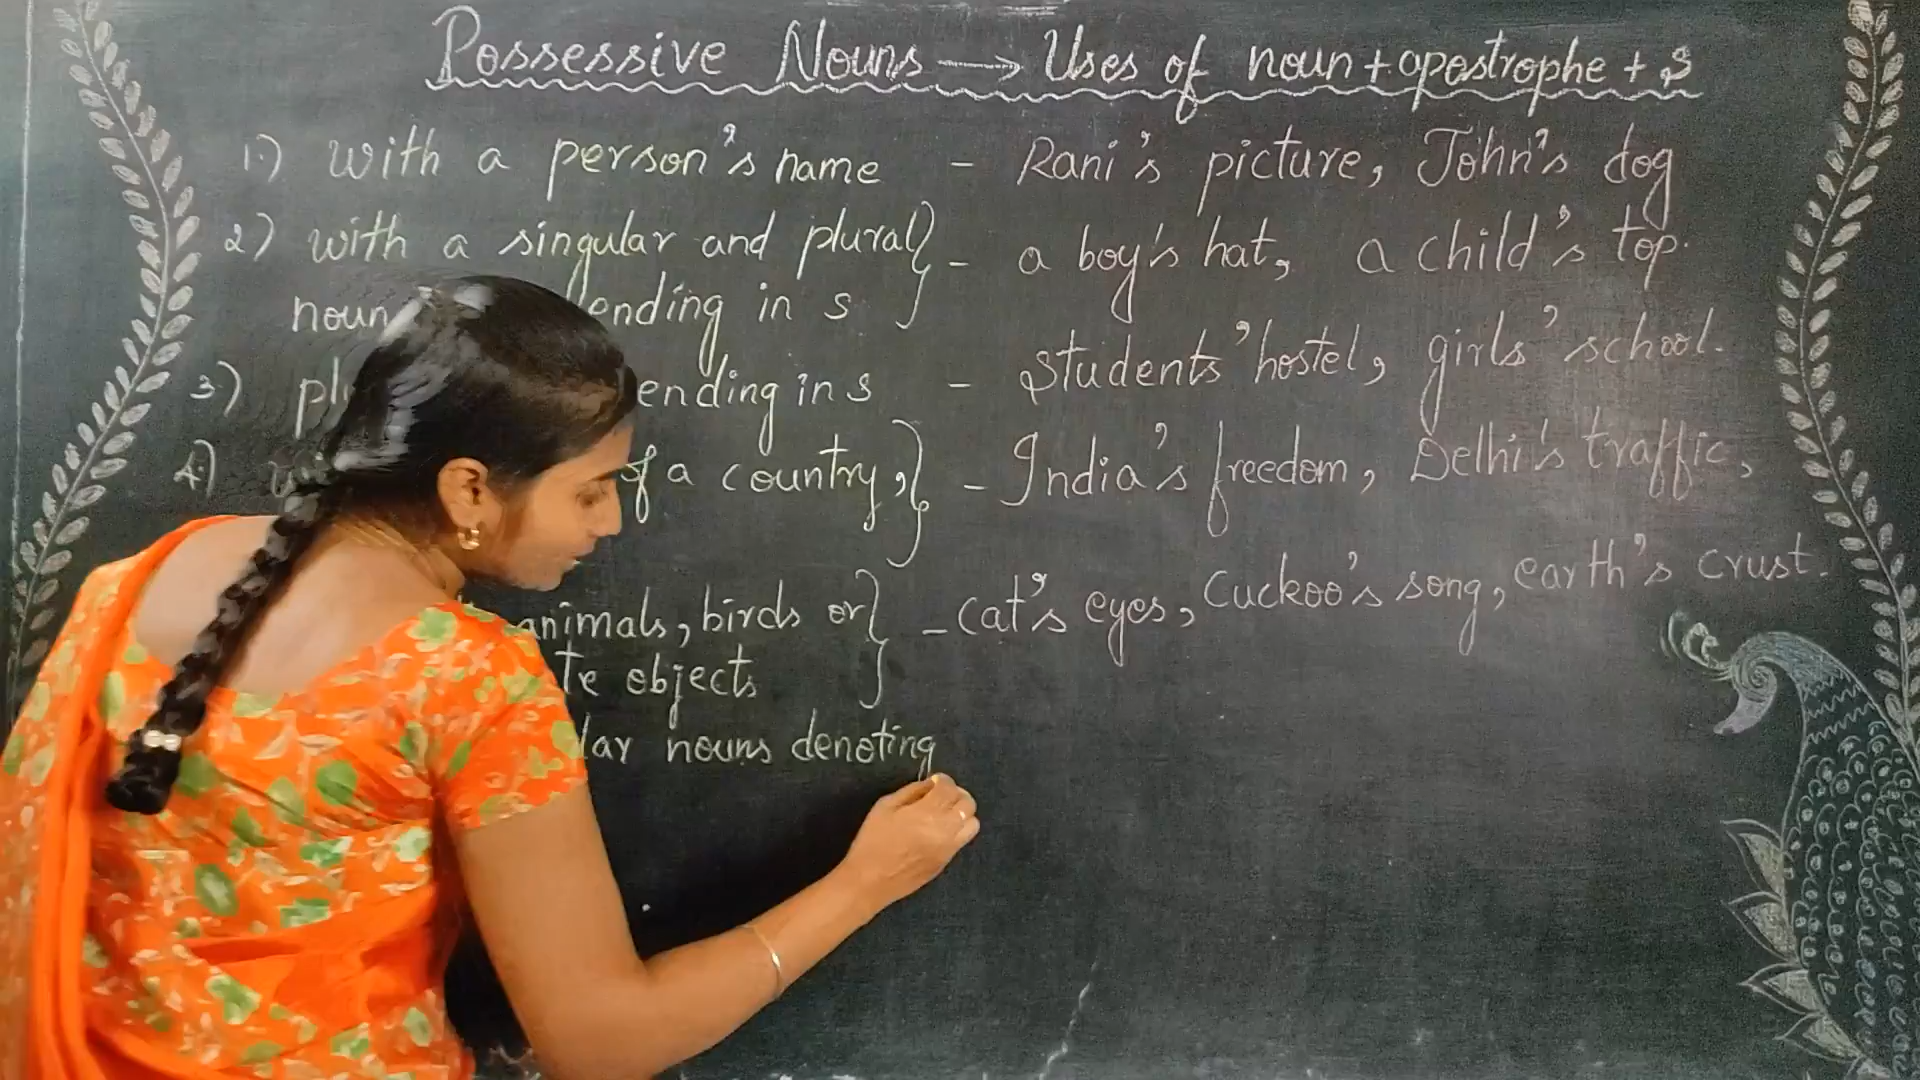 Possessive Nouns → Uses of noun + apostrophe + s
1.) with a person's name - Rani's picture, John's dog
2) with a singular and plural } - a boy's hat, a child's top.
noun ending in s
3.) ending in s - students' hostel, girls' school.
4.) of a country, } - India's freedom, Delhi's traffic,
animals, birds or } - cat's eyes, Cuckoo's song, earth's crust.
objects
nouns denoting